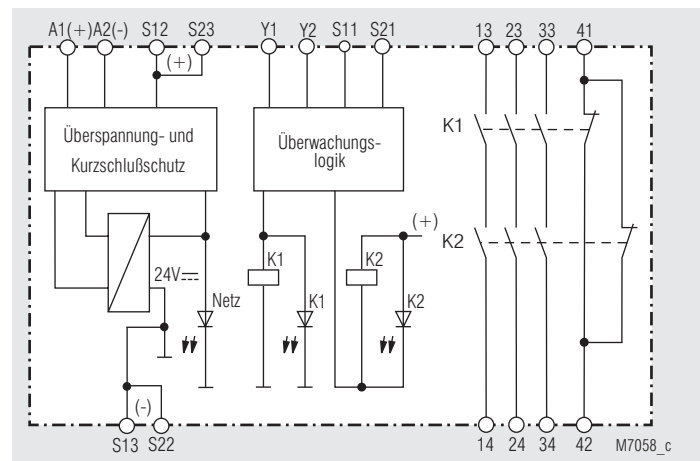 A1(+) A2(-) S12 S23 Y1 Y2 S11 S21 13 23 33 41
(+)
Überspannung- und
Kurzschlußschutz
Überwachungs-
logik
K1
K2
(+)
24V
Netz
K1
K1
K2
K2
(-)
S13 S22 14 24 34 42 M7058_c